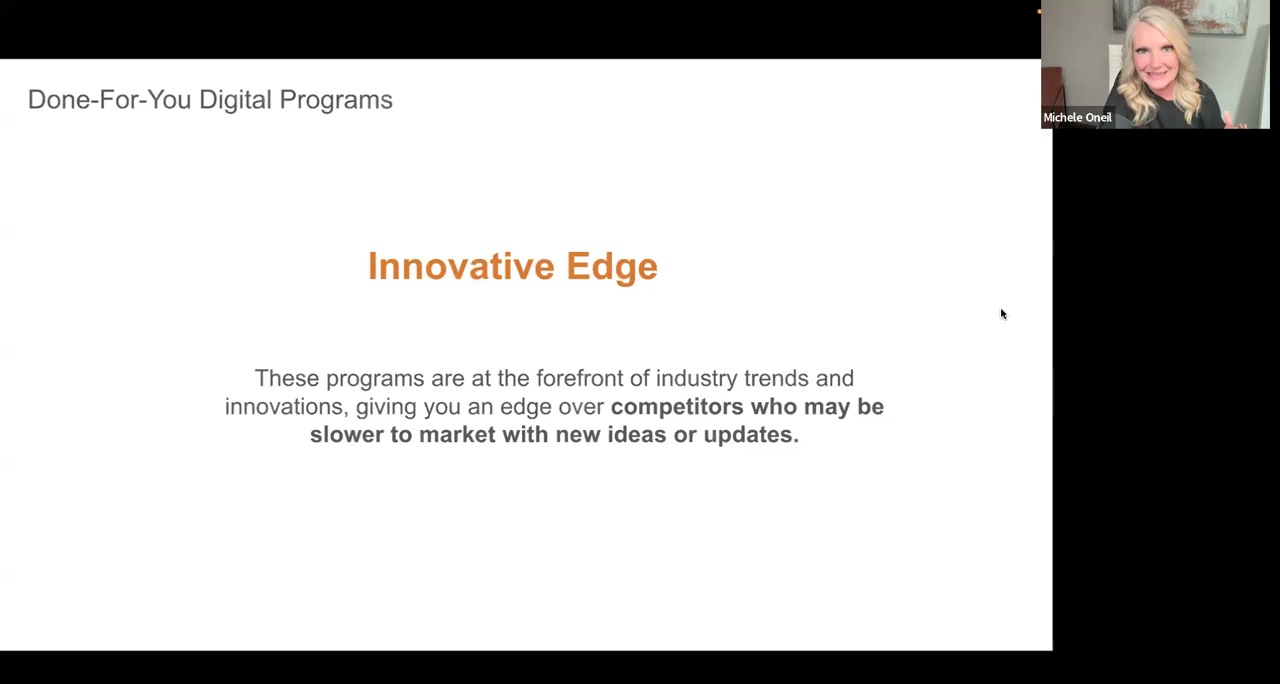 Done-For-You Digital Programs
Michele Oneil
Innovative Edge
These programs are at the forefront of industry trends and
innovations, giving you an edge over competitors who may be
slower to market with new ideas or updates.